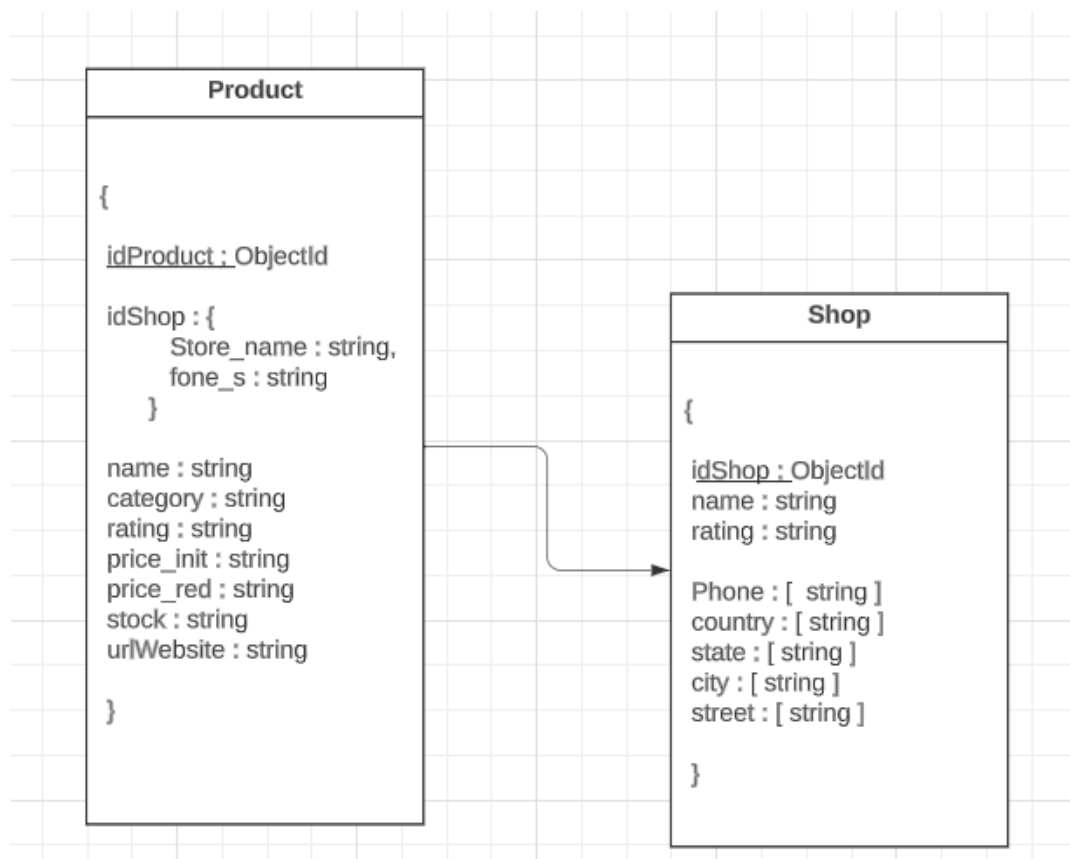 Product
{
idProduct ; ObjectId
idShop : {
Store_name : string,
fone_s : string
}
name : string
category : string
rating : string
price_init : string
price_red : string
stock : string
urlWebsite : string
}
Shop
{
idShop ; ObjectId
name : string
rating : string
Phone : [ string ]
country : [ string ]
state : [ string ]
city : [ string ]
street : [ string ]
}